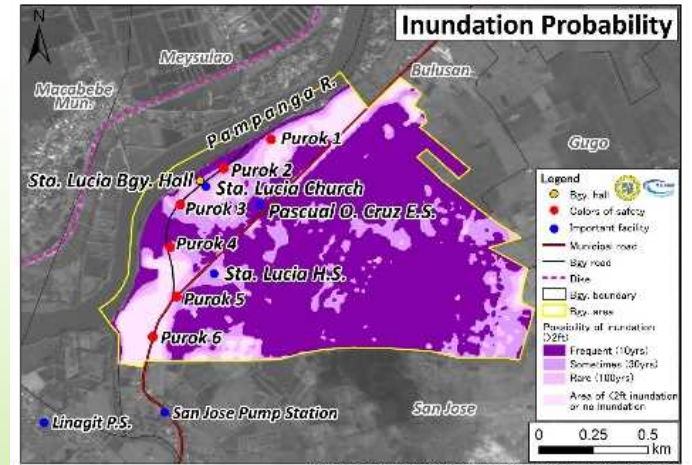 Inundation Probability
N
Meysulao
Bulusan
Macabebe
Mun.
Pampanga R.
Gugo
Purok 1
Purok 2
Sta. Lucia Bgy. Hall
Sta. Lucia Church
Purok 3
Pascual O. Cruz E.S.
Purok 4
Sta. Lucia H.S.
Purok 5
Purok 6
San Jose Pump Station
San Jose
Linagit P.S.
Legend
Bgy. hall
Colors of safety
Important facility
Municipal road
Bgy road
Dike
Bgy. boundary
Bgy. area
Possibility of inundation
(>2ft)
Frequent (10yrs)
Sometimes (30yrs)
Rare (100yrs)
Area of <2ft inundation
or no inundation
0 0.25 0.5
km